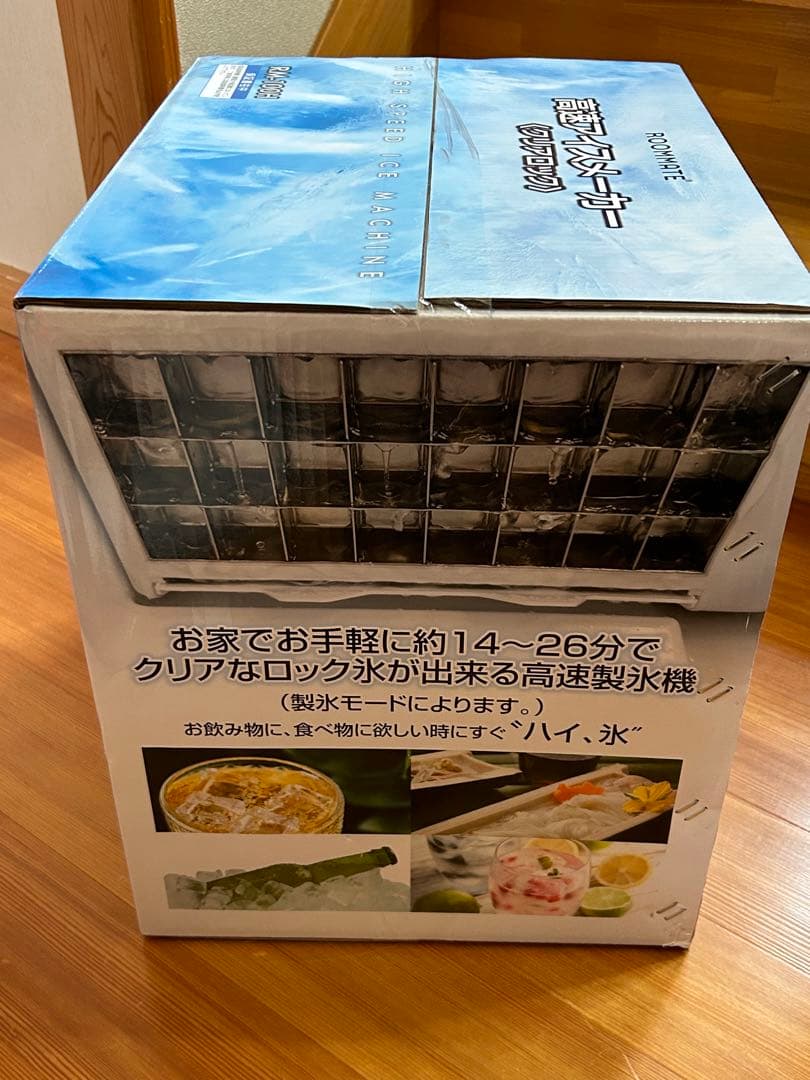 ROOMMATE
高速アイスメーカー
《クリアロック》
HIGH SPEED ICE MACHINE
お家でお手軽に約14〜26分で
クリアなロック氷が出来る高速製氷機
（製氷モードによります。）
お飲み物に、食べ物に欲しい時にすぐ〝ハイ、氷〟